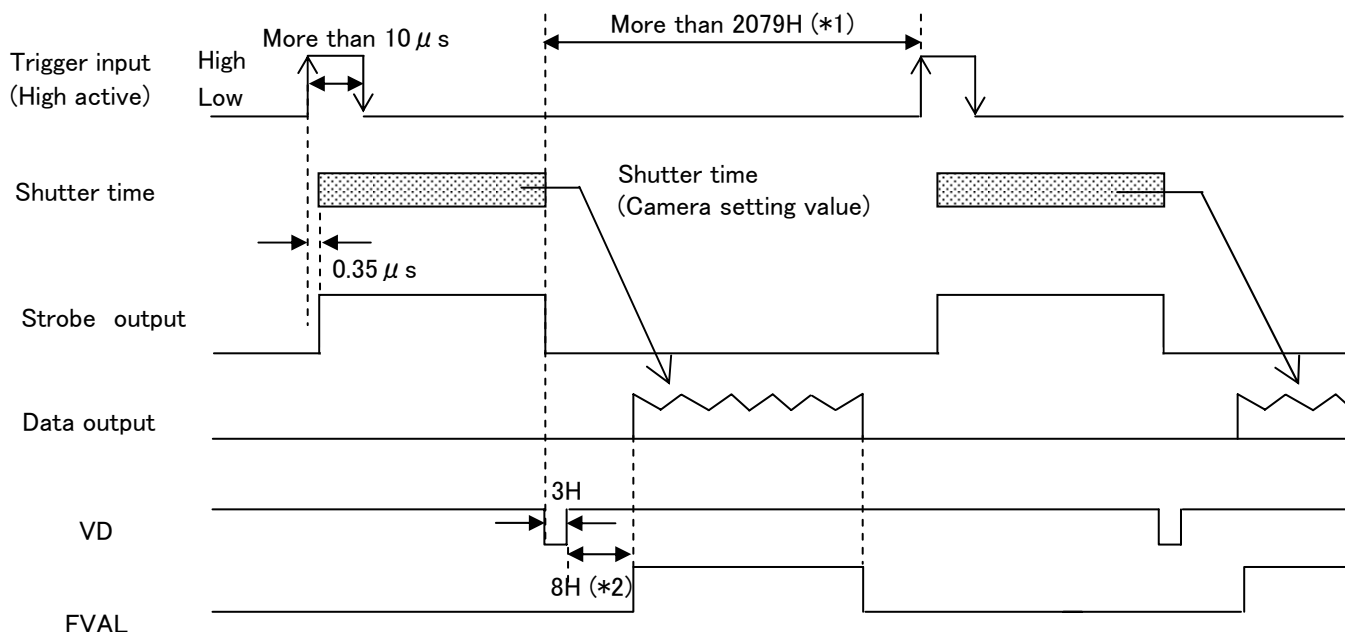 More than 2079H (*1)
More than 10 μ s
Trigger input
(High active)
High
Low
Shutter time
Shutter time
(Camera setting value)
0.35 μ s
Strobe output
Data output
3H
VD
8H (*2)
FVAL